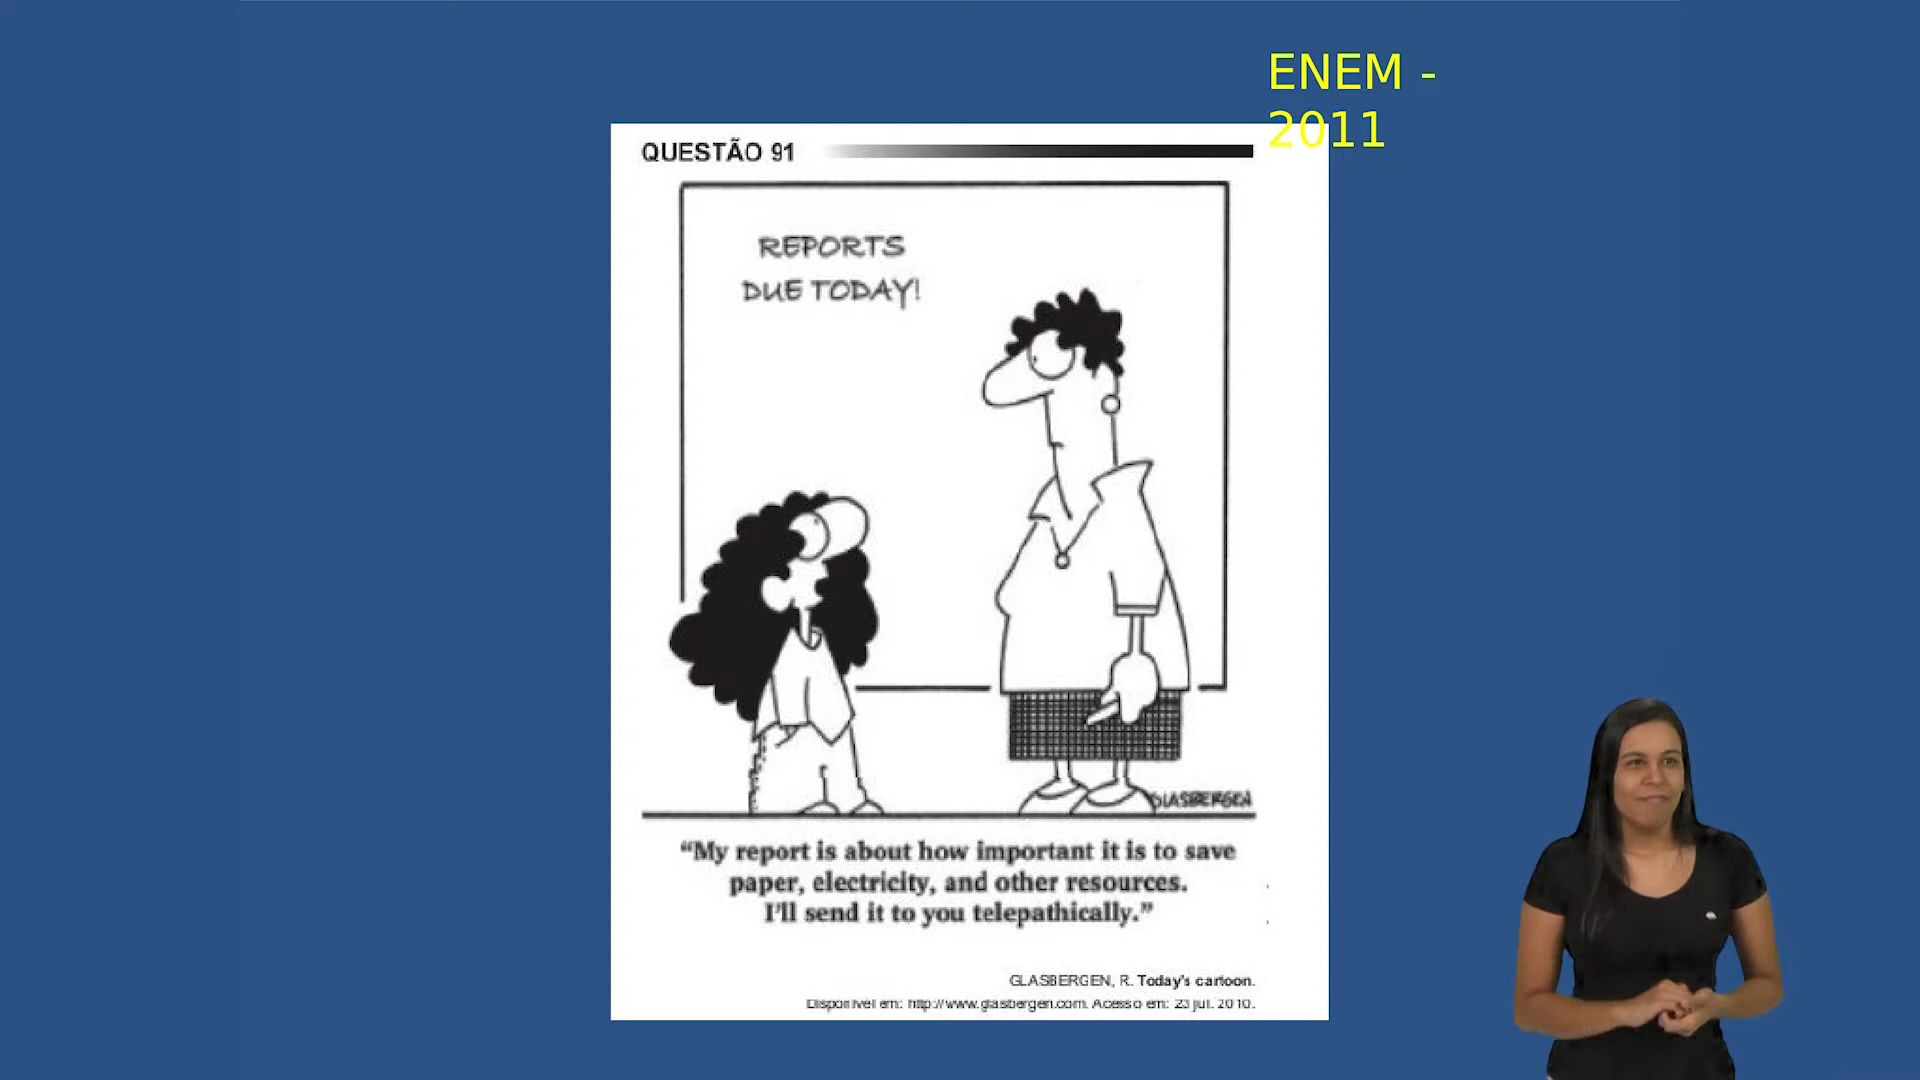 ENEM -
2011
QUESTÃO 91
REPORTS
DUE TODAY!
GLASBERGEN
“My report is about how important it is to save
paper, electricity, and other resources.
I’ll send it to you telepathically.”
GLASBERGEN, R. Today’s cartoon.
Disponível em: http://www.glasbergen.com. Acesso em: 23 jul. 2010.